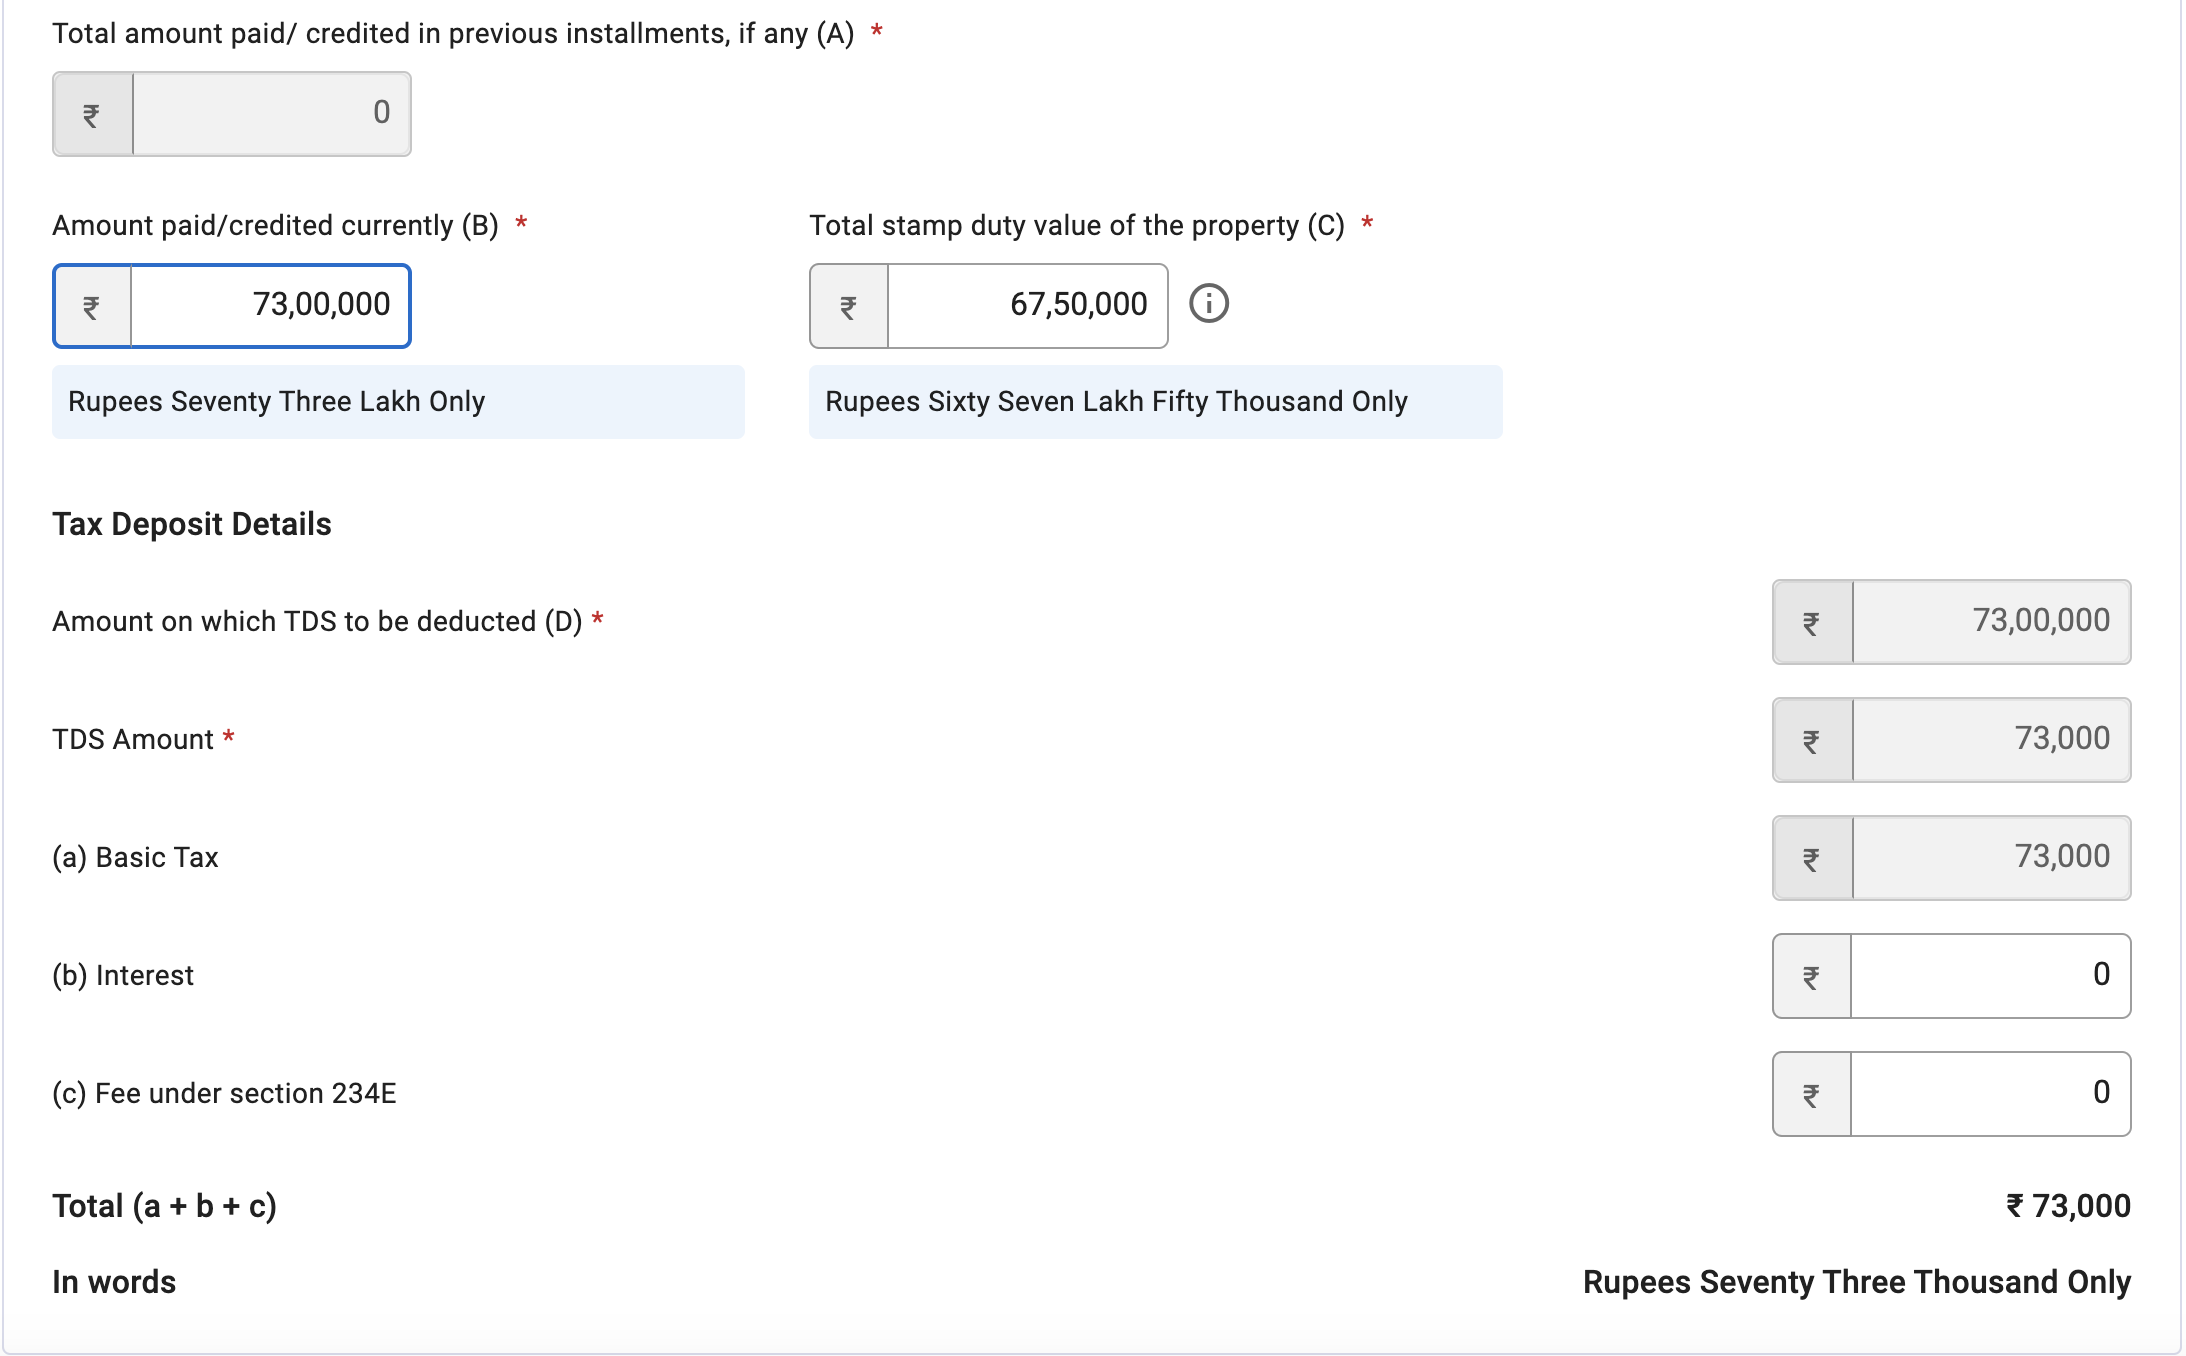 Total amount paid/ credited in previous installments, if any (A) *
₹ 0
Amount paid/credited currently (B) * Total stamp duty value of the property (C) *
₹ 73,00,000 ₹ 67,50,000 i
Rupees Seventy Three Lakh Only Rupees Sixty Seven Lakh Fifty Thousand Only
Tax Deposit Details
Amount on which TDS to be deducted (D) * ₹ 73,00,000
TDS Amount * ₹ 73,000
(a) Basic Tax ₹ 73,000
(b) Interest ₹ 0
(c) Fee under section 234E ₹ 0
Total (a + b + c) ₹ 73,000
In words Rupees Seventy Three Thousand Only